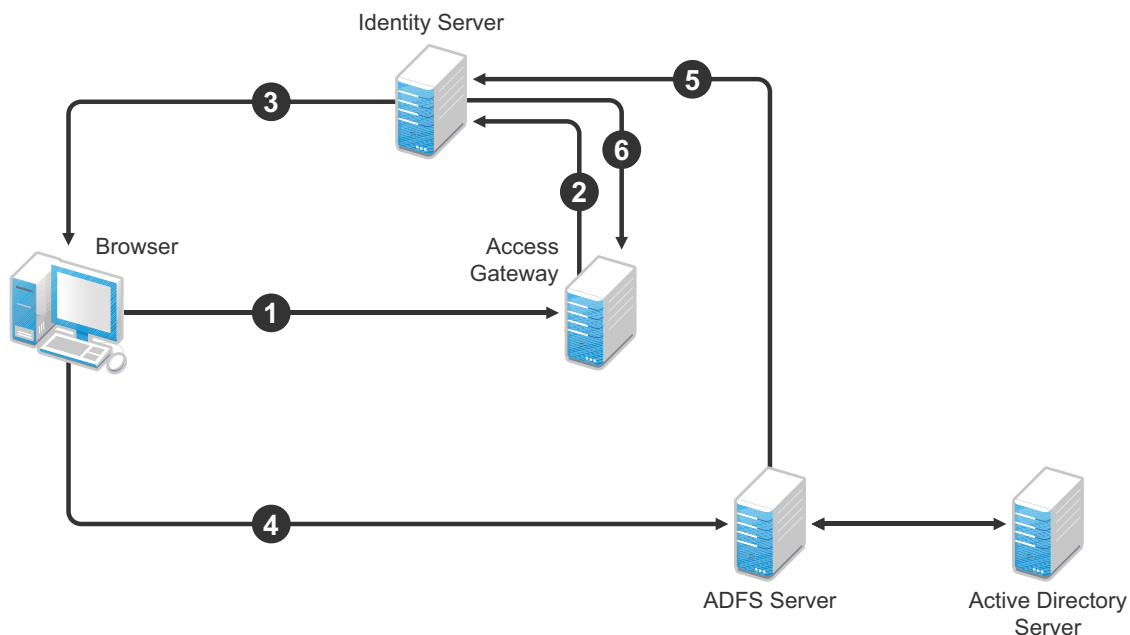 Identity Server
5
3
6
2
Browser
Access
Gateway
1
4
ADFS Server
Active Directory
Server